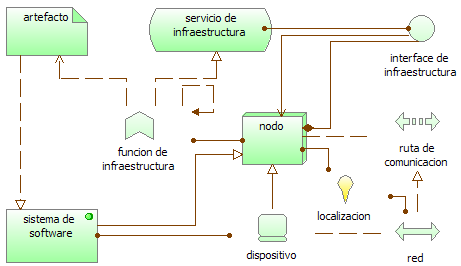 artefacto
servicio de
infraestructura
interface de
infraestructura
nodo
funcion de
infraestructura
ruta de
comunicacion
localizacion
sistema de
software
dispositivo
red